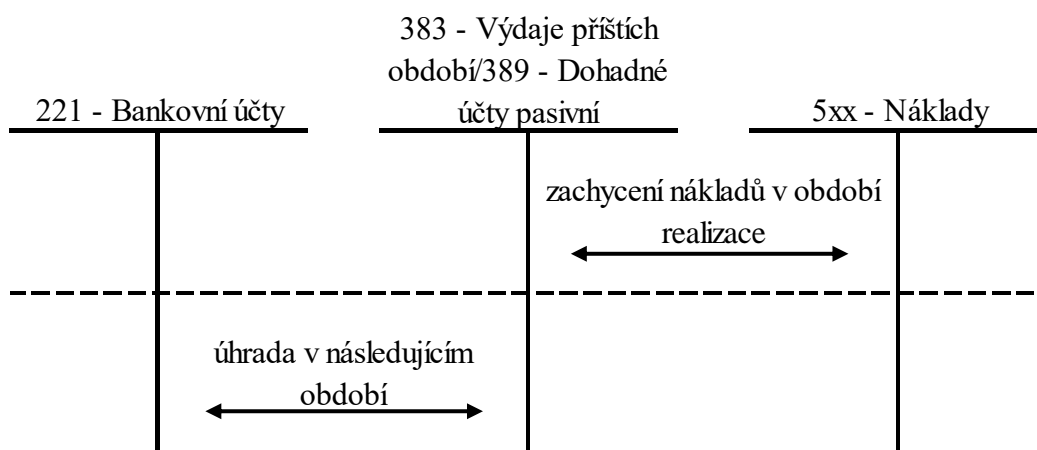 383 - Výdaje příštích
období/389 - Dohadné
účty pasivní
221 - Bankovní účty
5xx - Náklady
zachycení nákladů v období
realizace
úhrada v následujícím
období